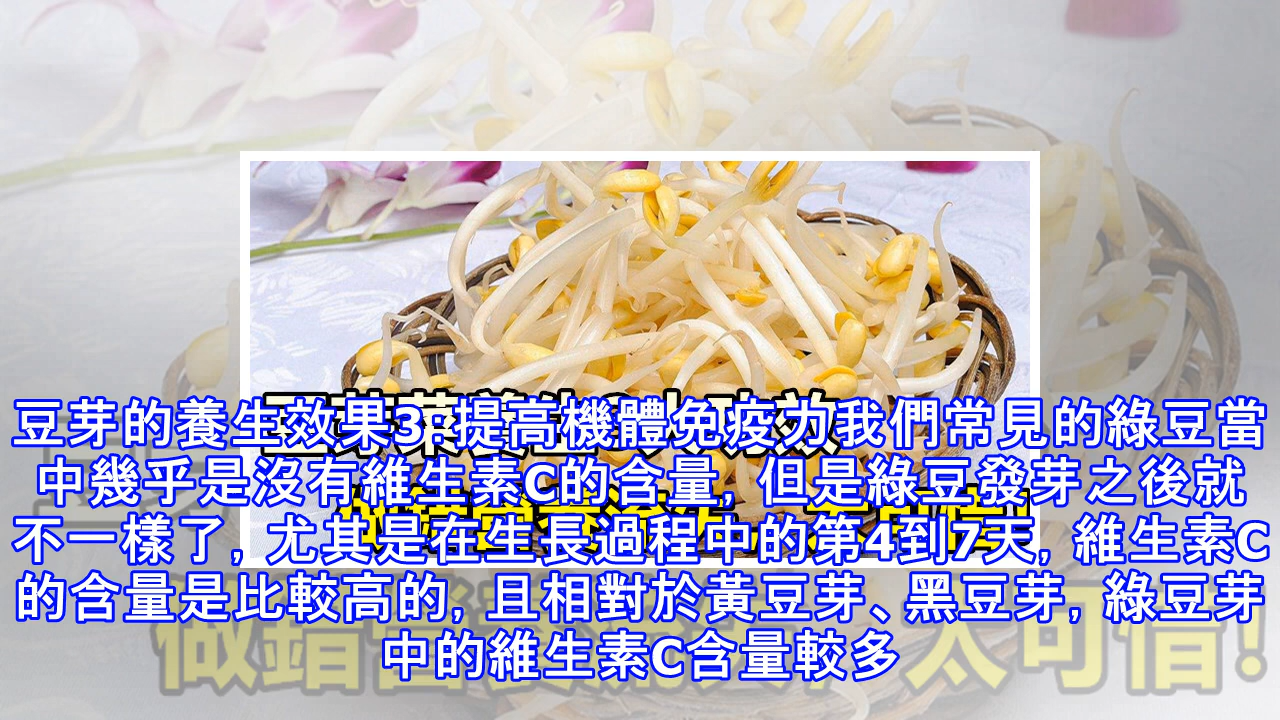 豆芽的養生效果3:提高機體免疫力我們常見的綠豆當
中幾乎是沒有維生素C的含量, 但是綠豆發芽之後就
不一樣了, 尤其是在生長過程中的第4到7天, 維生素C
的含量是比較高的, 且相對於黃豆芽、黑豆芽, 綠豆芽
中的維生素C含量較多
太可惜!